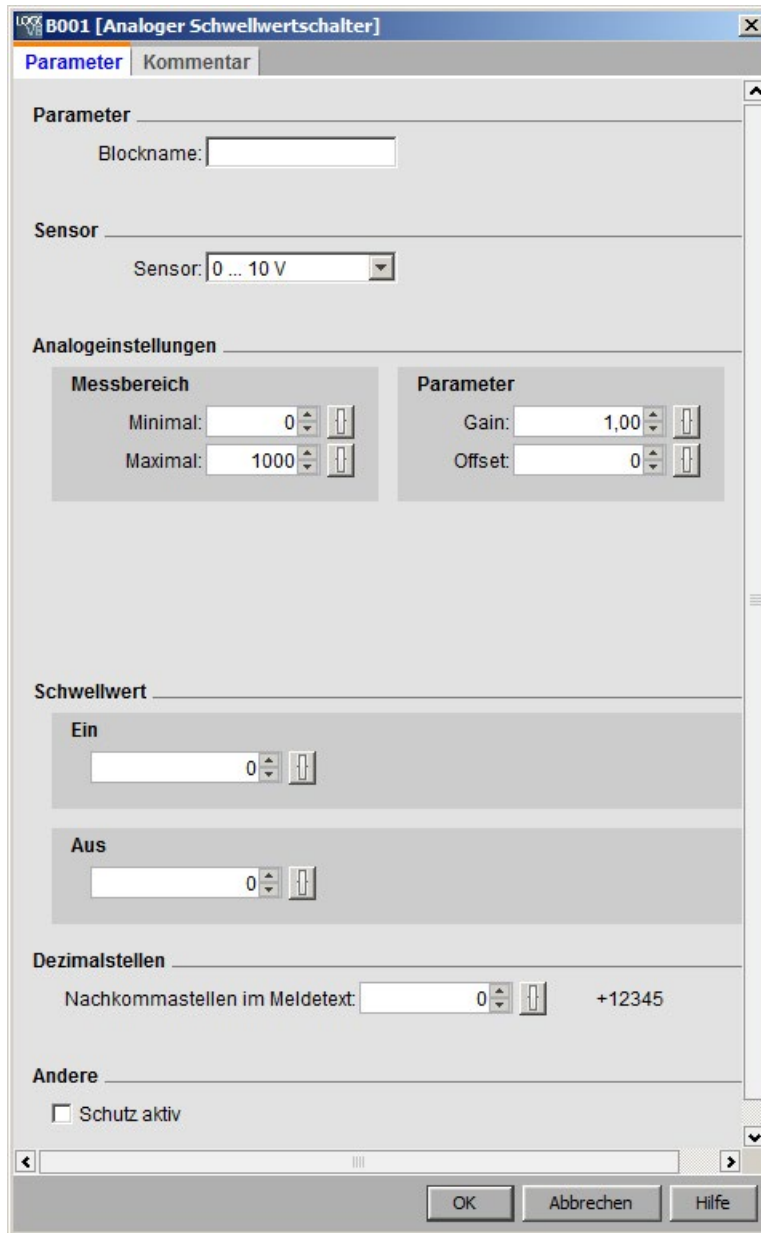 B001 [Analoger Schwellwertschalter]
Parameter Kommentar
Parameter
Blockname:
Sensor
Sensor: 0 ... 10 V
Analogeinstellungen
Messbereich
Minimal: 0
Maximal: 1000
Parameter
Gain: 1,00
Offset: 0
Schwellwert
Ein
0
Aus
0
Dezimalstellen
Nachkommastellen im Meldetext: 0 +12345
Andere
Schutz aktiv
OK Abbrechen Hilfe